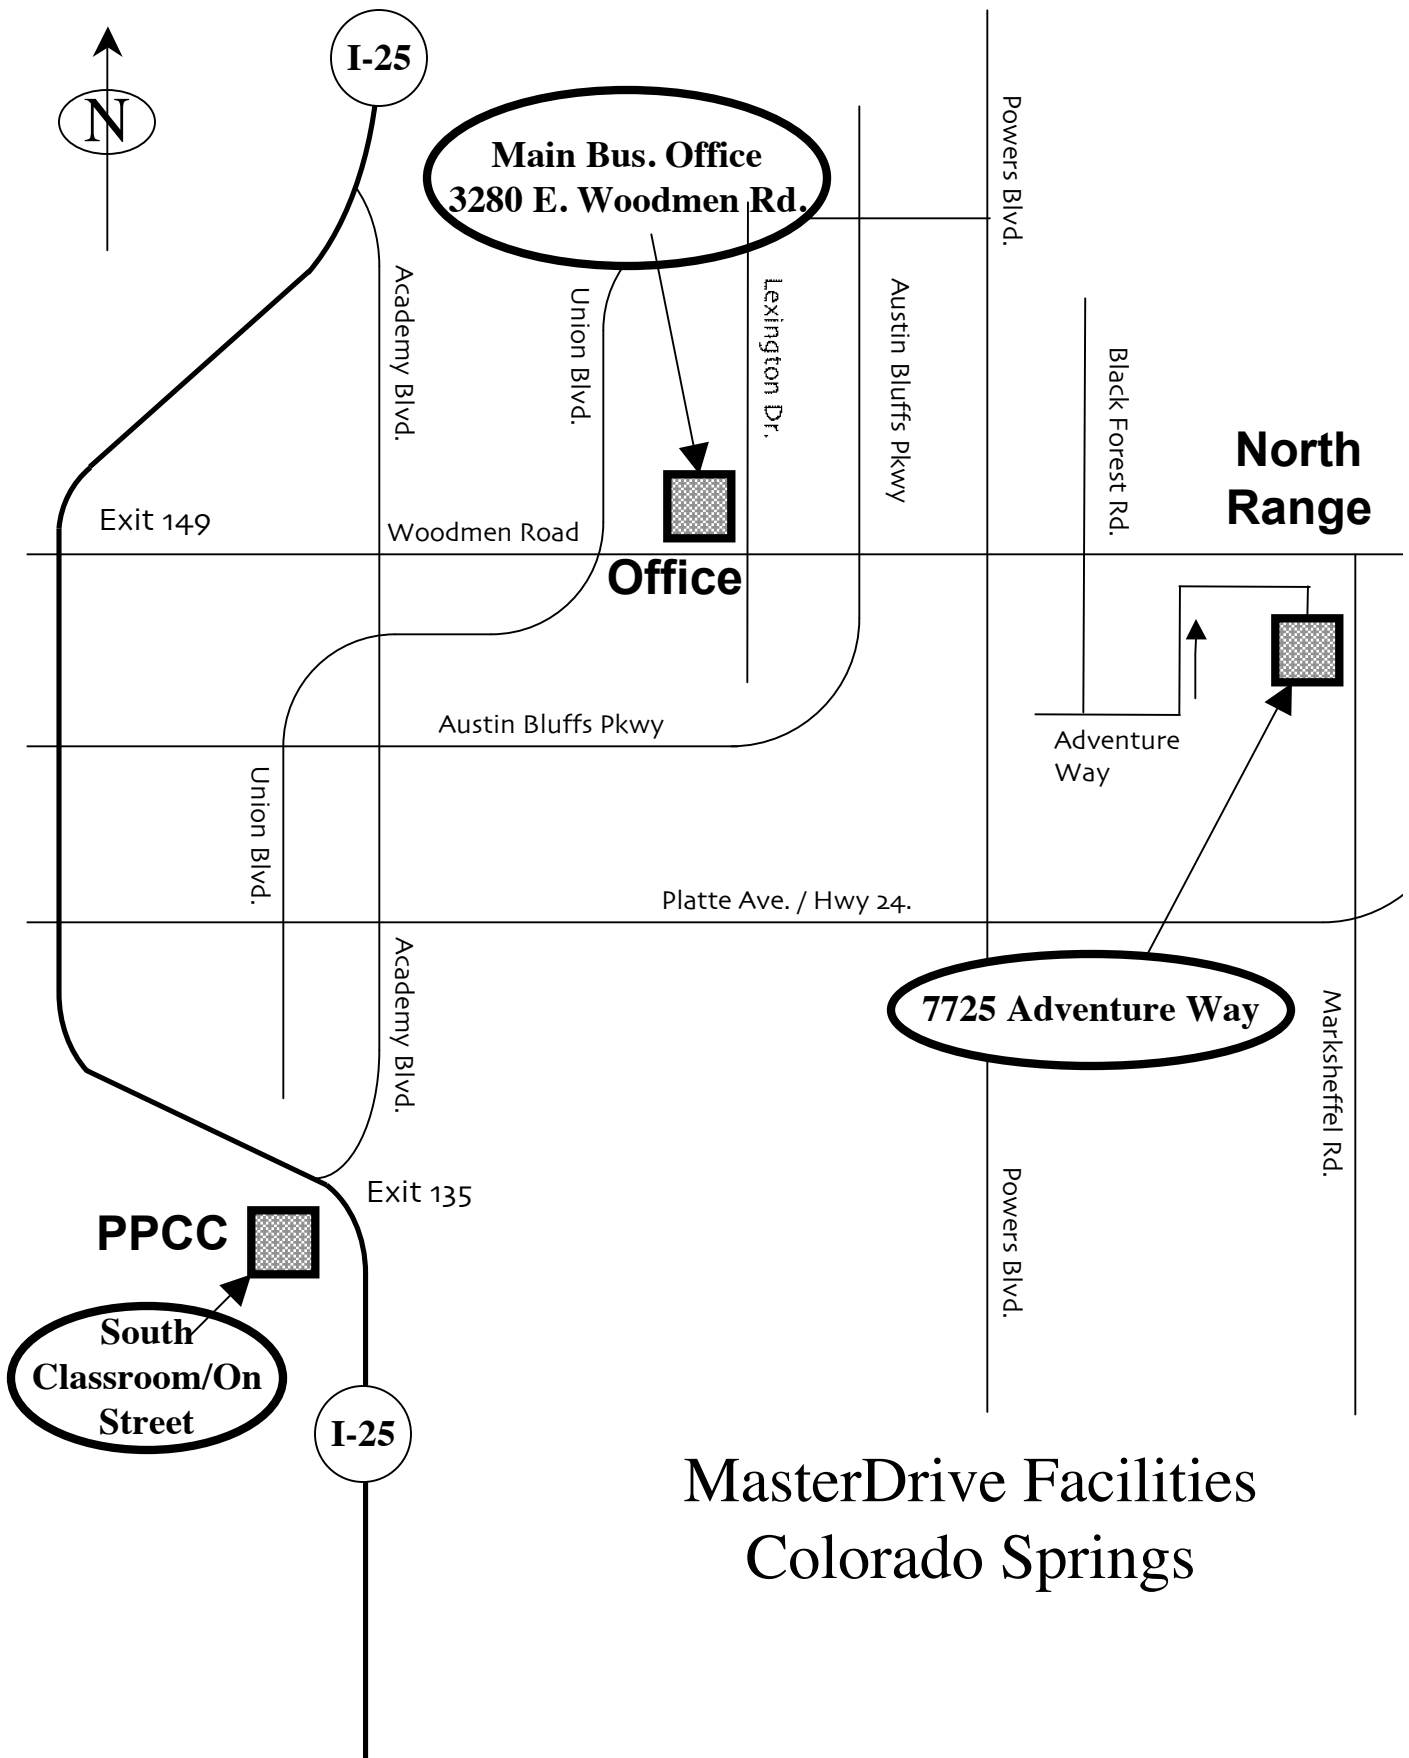 I-25
N
Main Bus. Office
3280 E. Woodmen Rd.
Powers Blvd.
Academy Blvd.
Union Blvd.
Lexington Dr.
Austin Bluffs Pkwy
Black Forest Rd.
North
Range
Exit 149
Woodmen Road
Office
Austin Bluffs Pkwy
Adventure
Way
Union Blvd.
Platte Ave. / Hwy 24.
Academy Blvd.
7725 Adventure Way
Marksheffel Rd.
Exit 135
PPCC
Powers Blvd.
South
Classroom/On
Street
I-25
MasterDrive Facilities
Colorado Springs